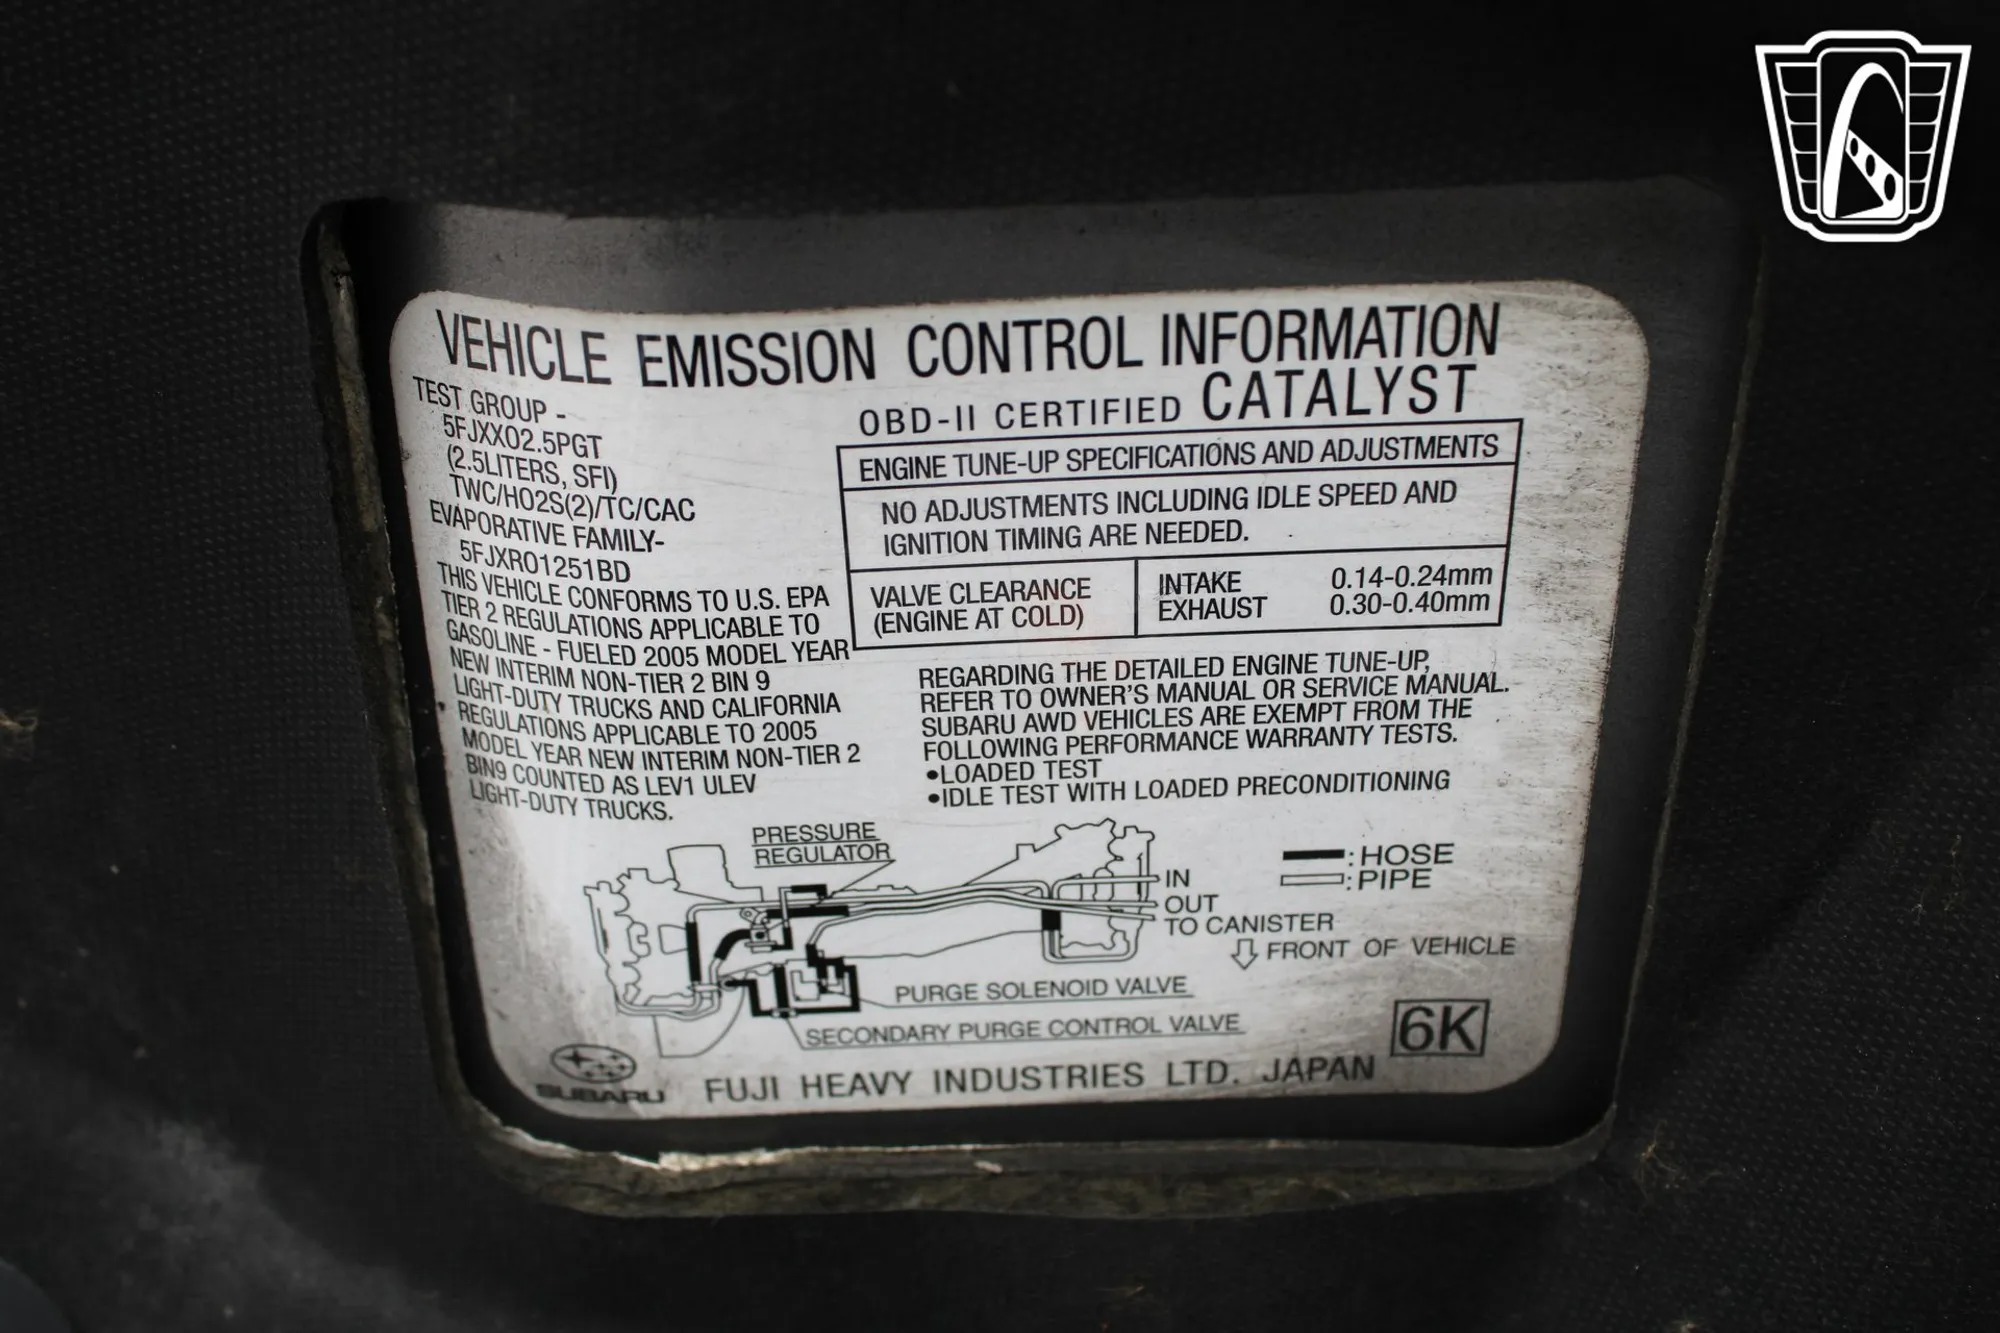 VEHICLE EMISSION CONTROL INFORMATION
OBD-II CERTIFIED CATALYST
TEST GROUP -
5FJXX02.5PGT
(2.5LITERS, SFI)
TWC/HO2S(2)/TC/CAC
EVAPORATIVE FAMILY-
5FJXR01251BD
THIS VEHICLE CONFORMS TO U.S. EPA
TIER 2 REGULATIONS APPLICABLE TO
GASOLINE - FUELED 2005 MODEL YEAR
NEW INTERIM NON-TIER 2 BIN 9
LIGHT-DUTY TRUCKS AND CALIFORNIA
REGULATIONS APPLICABLE TO 2005
MODEL YEAR NEW INTERIM NON-TIER 2
BIN9 COUNTED AS LEV1 ULEV
LIGHT-DUTY TRUCKS.
ENGINE TUNE-UP SPECIFICATIONS AND ADJUSTMENTS
NO ADJUSTMENTS INCLUDING IDLE SPEED AND
IGNITION TIMING ARE NEEDED.
VALVE CLEARANCE
(ENGINE AT COLD)
INTAKE 0.14-0.24mm
EXHAUST 0.30-0.40mm
REGARDING THE DETAILED ENGINE TUNE-UP,
REFER TO OWNER'S MANUAL OR SERVICE MANUAL.
SUBARU AWD VEHICLES ARE EXEMPT FROM THE
FOLLOWING PERFORMANCE WARRANTY TESTS.
•LOADED TEST
•IDLE TEST WITH LOADED PRECONDITIONING
PRESSURE
REGULATOR
:HOSE
:PIPE
IN
OUT
TO CANISTER
FRONT OF VEHICLE
PURGE SOLENOID VALVE
SECONDARY PURGE CONTROL VALVE
6K
SUBARU
FUJI HEAVY INDUSTRIES LTD. JAPAN